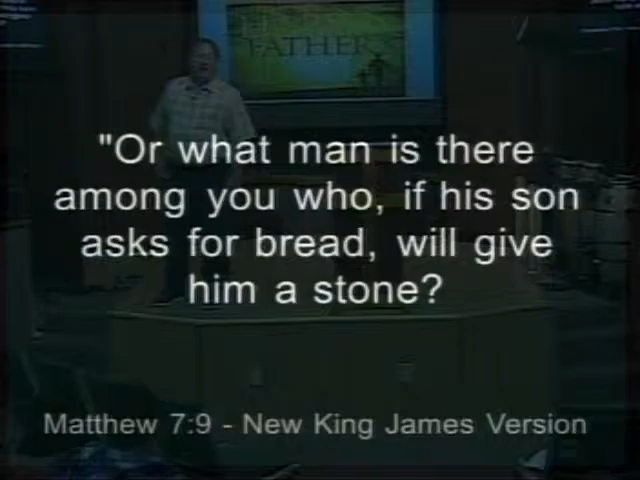 FATHER
"Or what man is there
among you who, if his son
asks for bread, will give
him a stone?
Matthew 7:9 - New King James Version